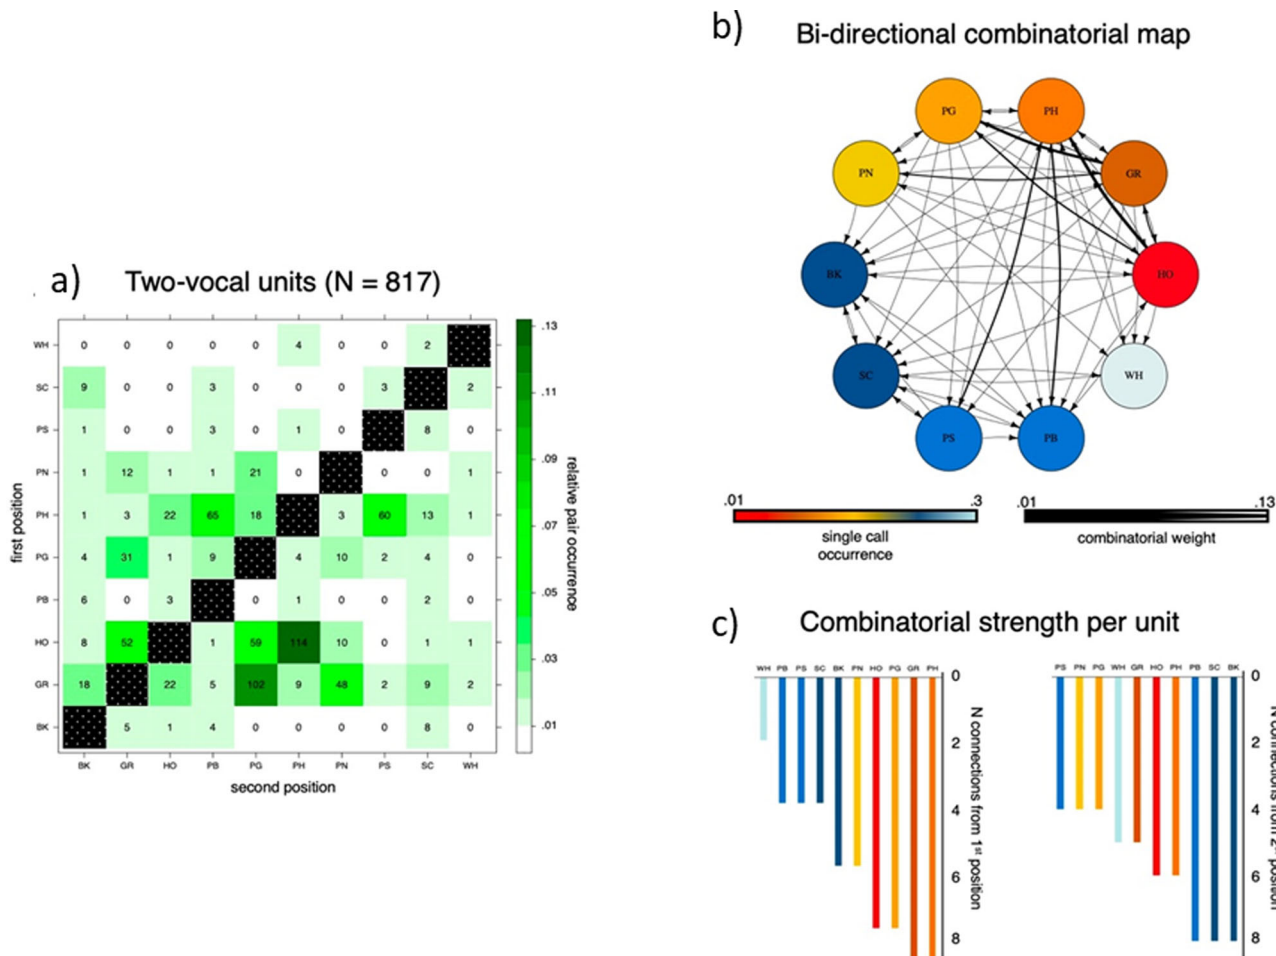 a)
Two-vocal units (N = 817)
WH 0 0 0 0 0 4 0 0 2
SC 9 0 0 3 0 0 0 3 2
PS 1 0 0 3 0 1 0 8 0
PN 1 12 1 1 21 0 0 0 1
PH 1 3 22 65 18 3 60 13 1
PG 4 31 1 9 4 10 2 4 0
PB 6 0 3 0 1 0 0 2 0
HO 8 52 1 59 114 10 0 1 1
GR 18 22 5 102 9 48 2 9 2
BK 5 1 4 0 0 0 0 8 0
BK GR HO PB PG PH PN PS SC WH
first position
second position
.13
.11
.09
.07
.05
.03
.01
relative pair occurrence
b)
Bi-directional combinatorial map
PG PH
PN GR
BK HO
SC WH
PS PB
.01 .3
single call
occurrence
.01 .13
combinatorial weight
c)
Combinatorial strength per unit
WH PB PS SC BK PN HO PG GR PH
0
2
4
6
8
N connections from 1st position
PS PN PG WH GR HO PH PB SC BK
0
2
4
6
8
connections from position